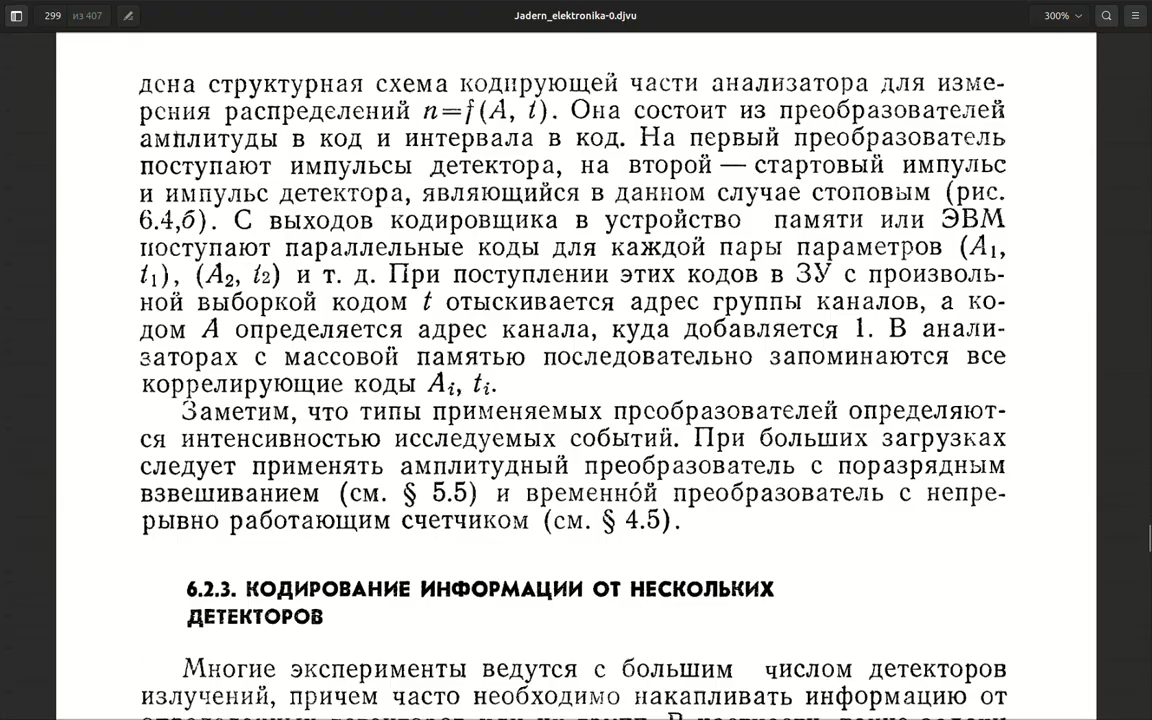 299 из 407
Jadern_elektronika-0.djvu
300%
дена структурная схема кодирующей части анализатора для изме-
рения распределений n=f(A, t). Она состоит из преобразователей
амплитуды в код и интервала в код. На первый преобразователь
поступают импульсы детектора, на второй — стартовый импульс
и импульс детектора, являющийся в данном случае стоповым (рис.
6.4,б). С выходов кодировщика в устройство памяти или ЭВМ
поступают параллельные коды для каждой пары параметров (A₁,
t₁), (A₂, t₂) и т. д. При поступлении этих кодов в ЗУ с произволь-
ной выборкой кодом t отыскивается адрес группы каналов, а ко-
дом A определяется адрес канала, куда добавляется 1. В анали-
заторах с массовой памятью последовательно запоминаются все
коррелирующие коды Aᵢ, tᵢ.
Заметим, что типы применяемых преобразователей определяют-
ся интенсивностью исследуемых событий. При больших загрузках
следует применять амплитудный преобразователь с поразрядным
взвешиванием (см. § 5.5) и временнóй преобразователь с непре-
рывно работающим счетчиком (см. § 4.5).
6.2.3. КОДИРОВАНИЕ ИНФОРМАЦИИ ОТ НЕСКОЛЬКИХ
ДЕТЕКТОРОВ
Многие эксперименты ведутся с большим числом детекторов
излучений, причем часто необходимо накапливать информацию от